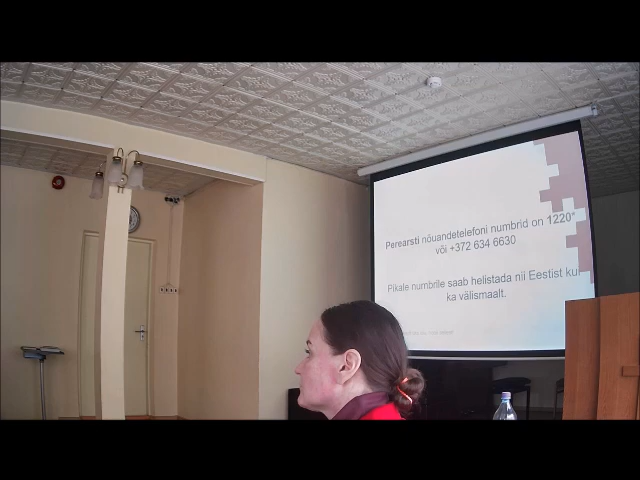 Perearsti nõuandetelefoni numbrid on 1220*
või +372 634 6630
Pikale numbrile saab helistada nii Eestist kui
ka välismaalt.